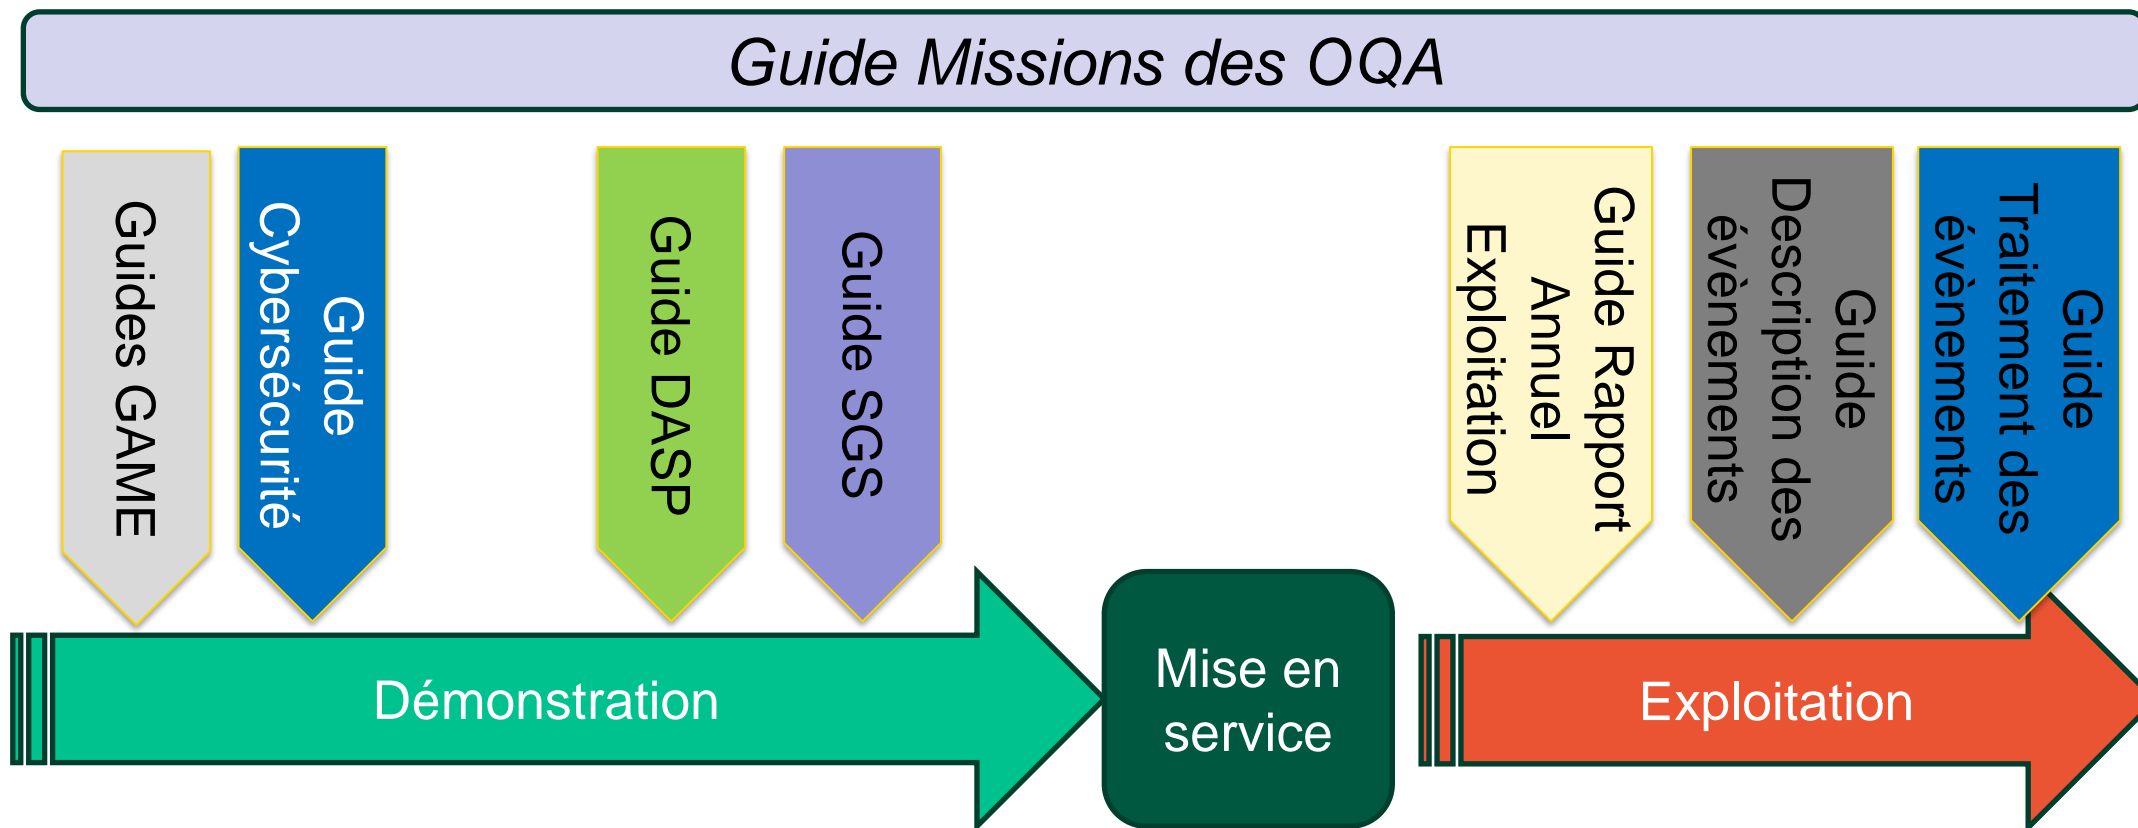 Guide Missions des OQA
Guides GAME
Guide
Cybersécurité
Guide DASP
Guide SGS
Guide Rapport
Annuel
Exploitation
Guide
Description des
évènements
Guide
Traitement des
évènements
Démonstration
Mise en
service
Exploitation